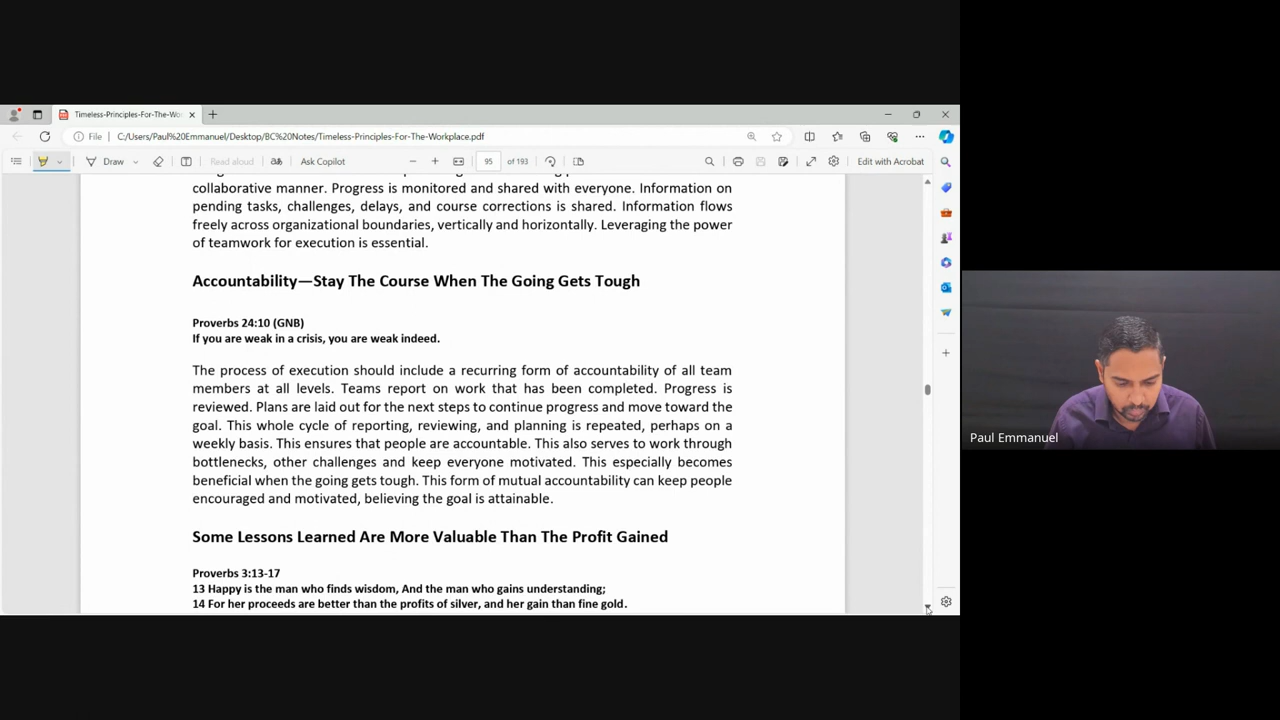 Timeless-Principles-For-The-Wor
File
C:/Users/Paul%20Emmanuel/Desktop/BC%20Notes/Timeless-Principles-For-The-Workplace.pdf
Draw
Read aloud
Ask Copilot
95 of 193
Edit with Acrobat
collaborative manner. Progress is monitored and shared with everyone. Information on
pending tasks, challenges, delays, and course corrections is shared. Information flows
freely across organizational boundaries, vertically and horizontally. Leveraging the power
of teamwork for execution is essential.
Accountability—Stay The Course When The Going Gets Tough
Proverbs 24:10 (GNB)
If you are weak in a crisis, you are weak indeed.
The process of execution should include a recurring form of accountability of all team
members at all levels. Teams report on work that has been completed. Progress is
reviewed. Plans are laid out for the next steps to continue progress and move toward the
goal. This whole cycle of reporting, reviewing, and planning is repeated, perhaps on a
weekly basis. This ensures that people are accountable. This also serves to work through
bottlenecks, other challenges and keep everyone motivated. This especially becomes
beneficial when the going gets tough. This form of mutual accountability can keep people
encouraged and motivated, believing the goal is attainable.
Some Lessons Learned Are More Valuable Than The Profit Gained
Proverbs 3:13-17
13 Happy is the man who finds wisdom, And the man who gains understanding;
14 For her proceeds are better than the profits of silver, and her gain than fine gold.
Paul Emmanuel